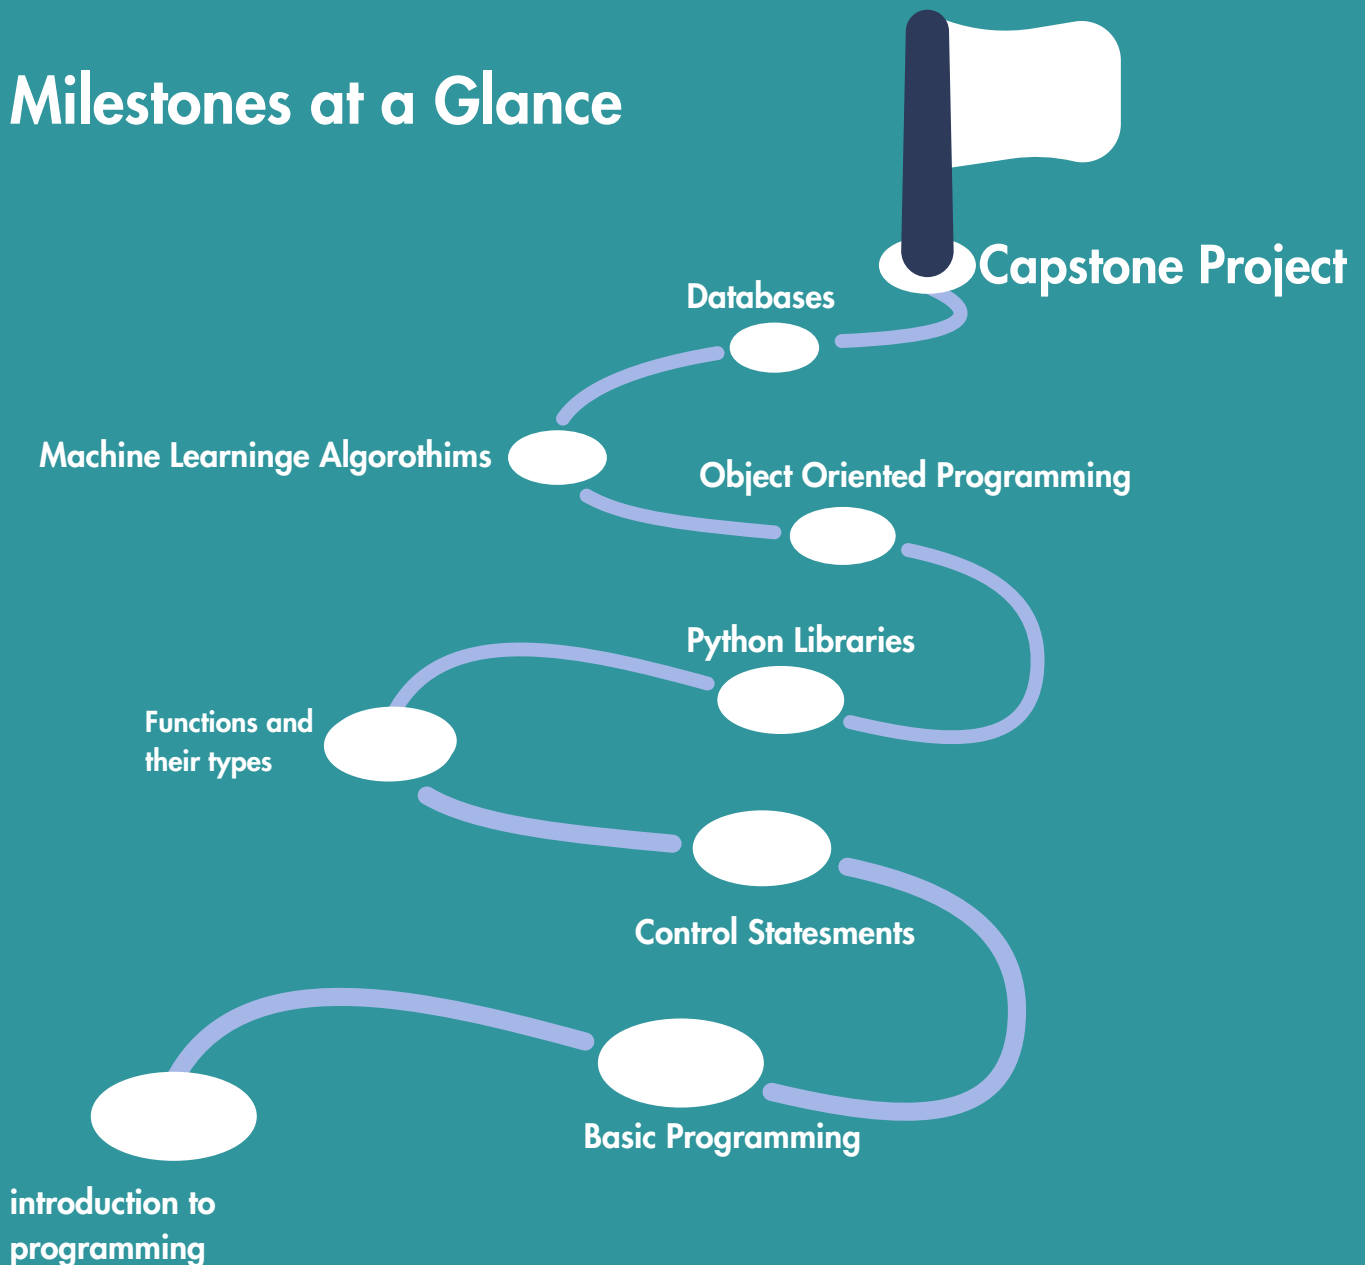 Milestones at a Glance
Capstone Project
Databases
Machine Learninge Algorothims
Object Oriented Programming
Python Libraries
Functions and
their types
Control Statesments
Basic Programming
introduction to
programming